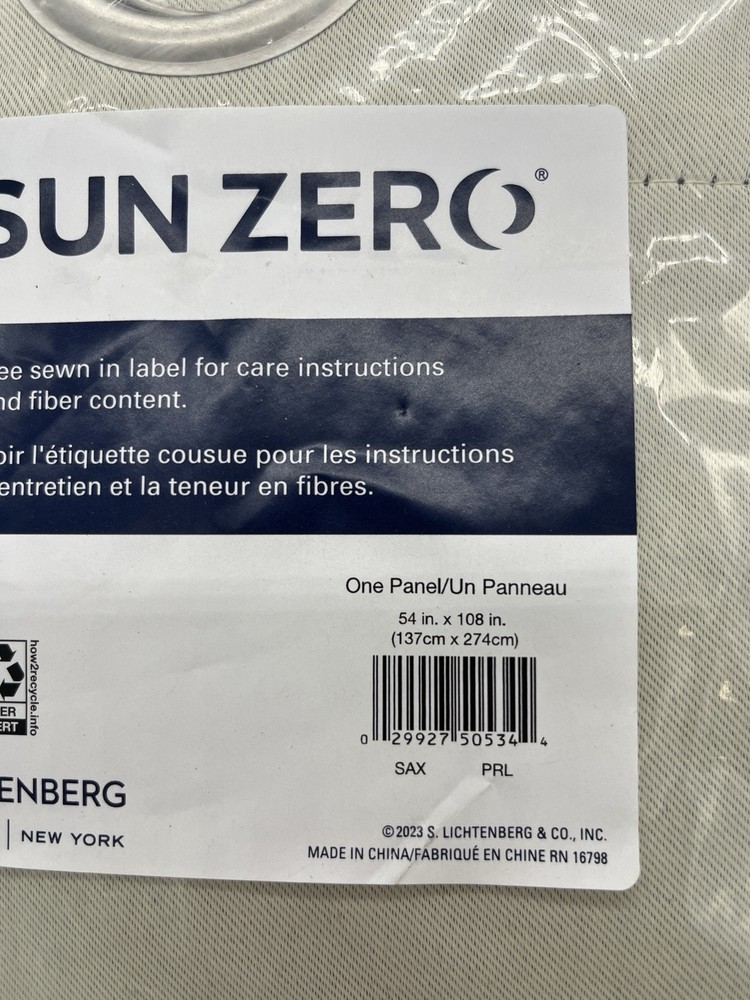 SUN ZERO®
ee sewn in label for care instructions
nd fiber content.
oir l'étiquette cousue pour les instructions
entretien et la teneur en fibres.
One Panel/Un Panneau
54 in. x 108 in.
(137cm x 274cm)
how2recycle.info
ER
ERT
0 29927 50534 4
SAX PRL
ENBERG
NEW YORK
©2023 S. LICHTENBERG & CO., INC.
MADE IN CHINA/FABRIQUÉ EN CHINE RN 16798